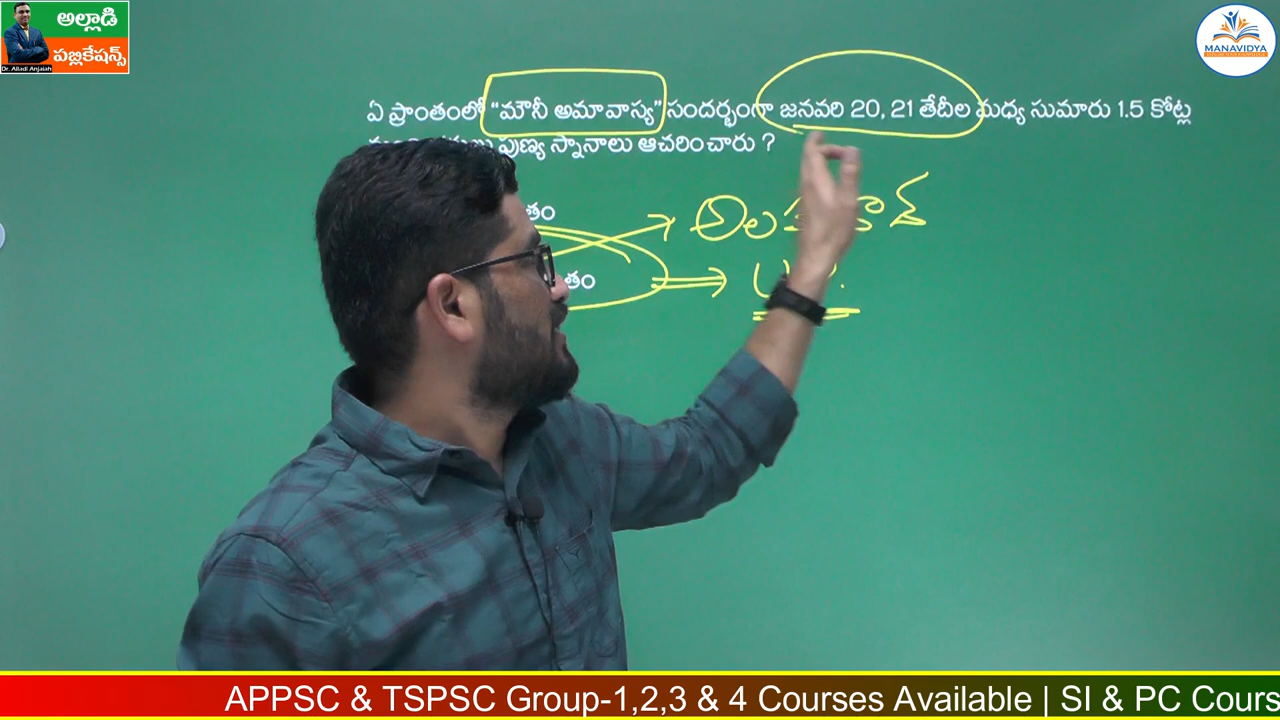 అల్లాడి
పబ్లికేషన్స్
Dr. Alladi Anjaiah
MANAVIDYA
ఏ ప్రాంతంలో “మౌనీ అమావాస్య” సందర్భంగా జనవరి 20, 21 తేదీల మధ్య సుమారు 1.5 కోట్ల
పుణ్య స్నానాలు ఆచరించారు ?
APPSC & TSPSC Group-1,2,3 & 4 Courses Available | SI & PC Cours